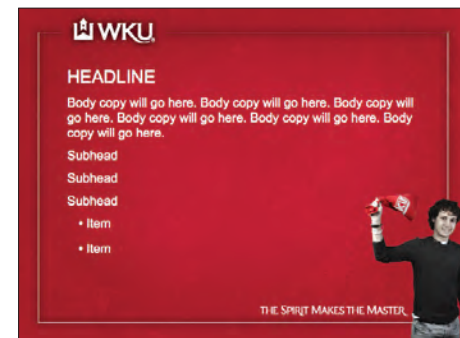 WKU
HEADLINE
Body copy will go here. Body copy will go here. Body copy will
go here. Body copy will go here. Body copy will go here. Body
copy will go here.
Subhead
Subhead
Subhead
• Item
• Item
THE SPIRIT MAKES THE MASTER